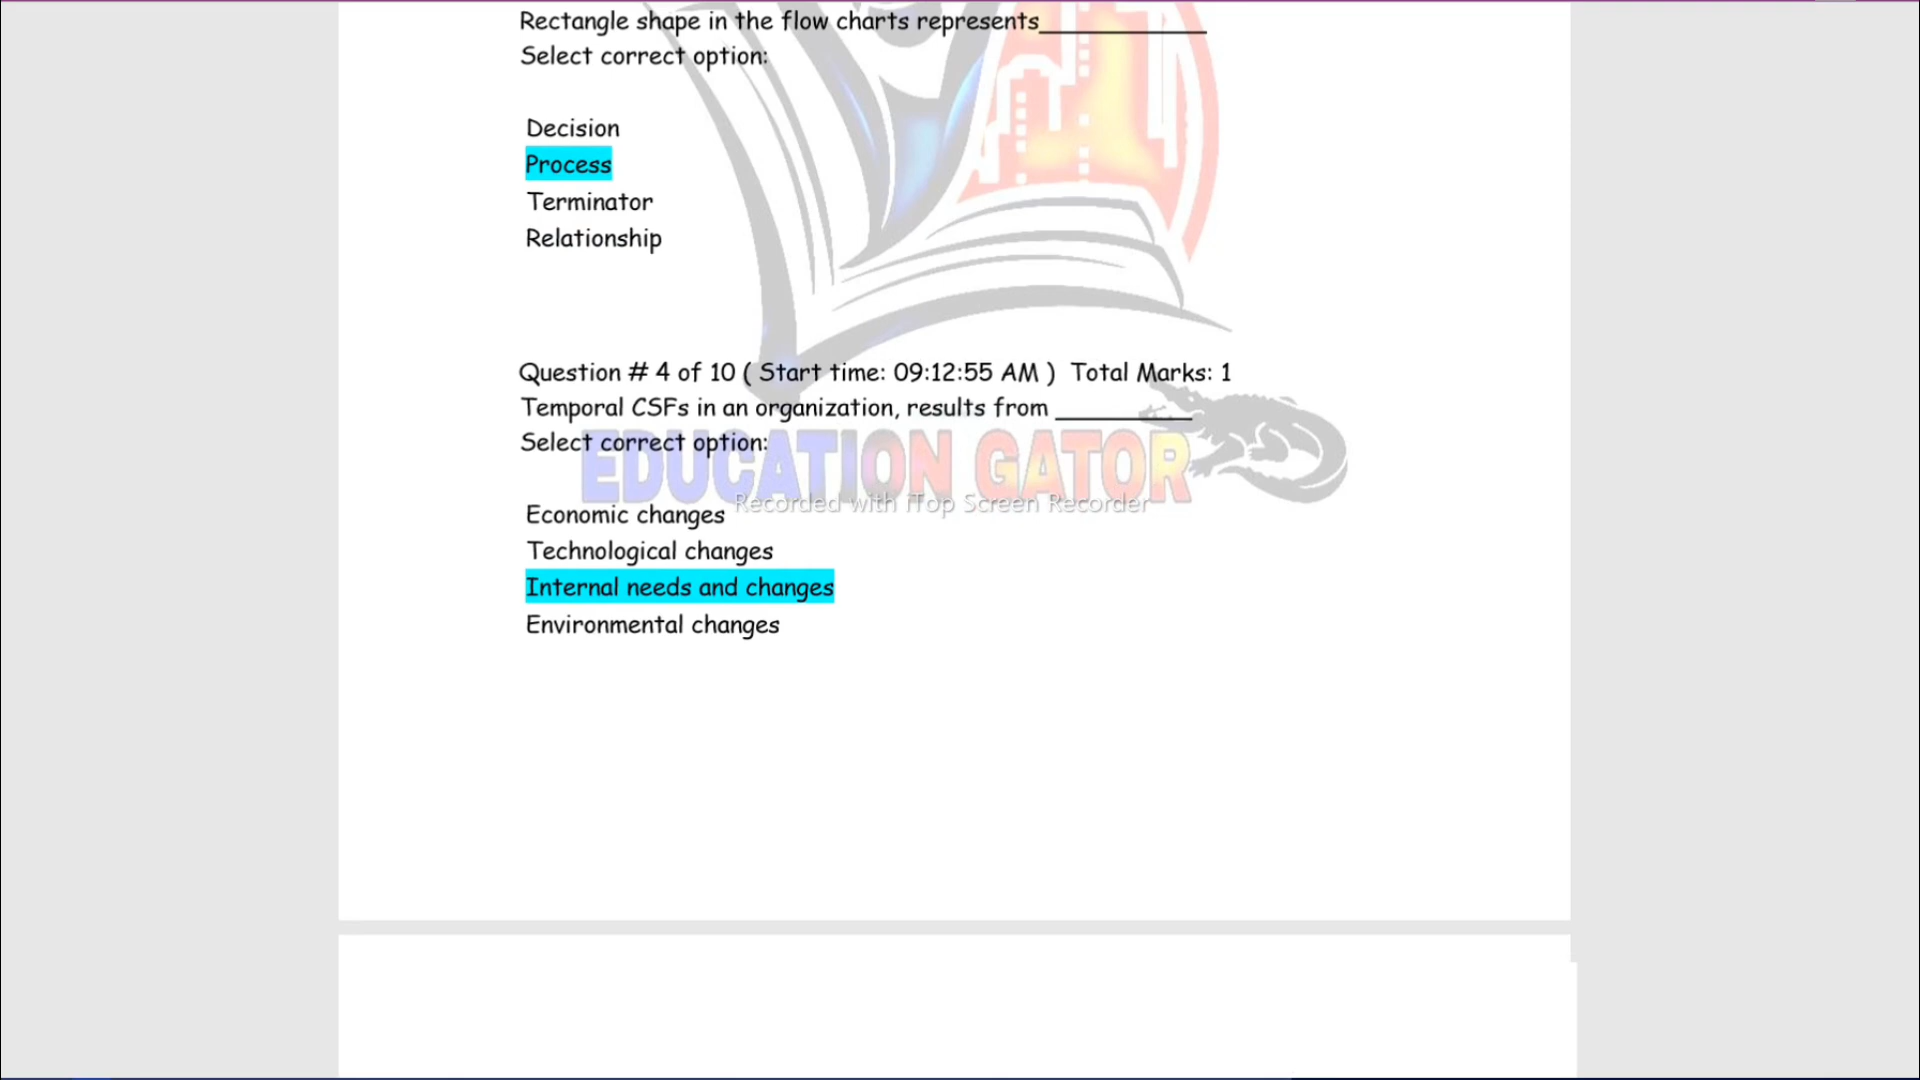 Rectangle shape in the flow charts represents____________
Select correct option:
Decision
Process
Terminator
Relationship
Question # 4 of 10 ( Start time: 09:12:55 AM ) Total Marks: 1
Temporal CSFs in an organization, results from __________
Select correct option:
EDUCATION GATOR
Recorded with iTop Screen Recorder
Economic changes
Technological changes
Internal needs and changes
Environmental changes